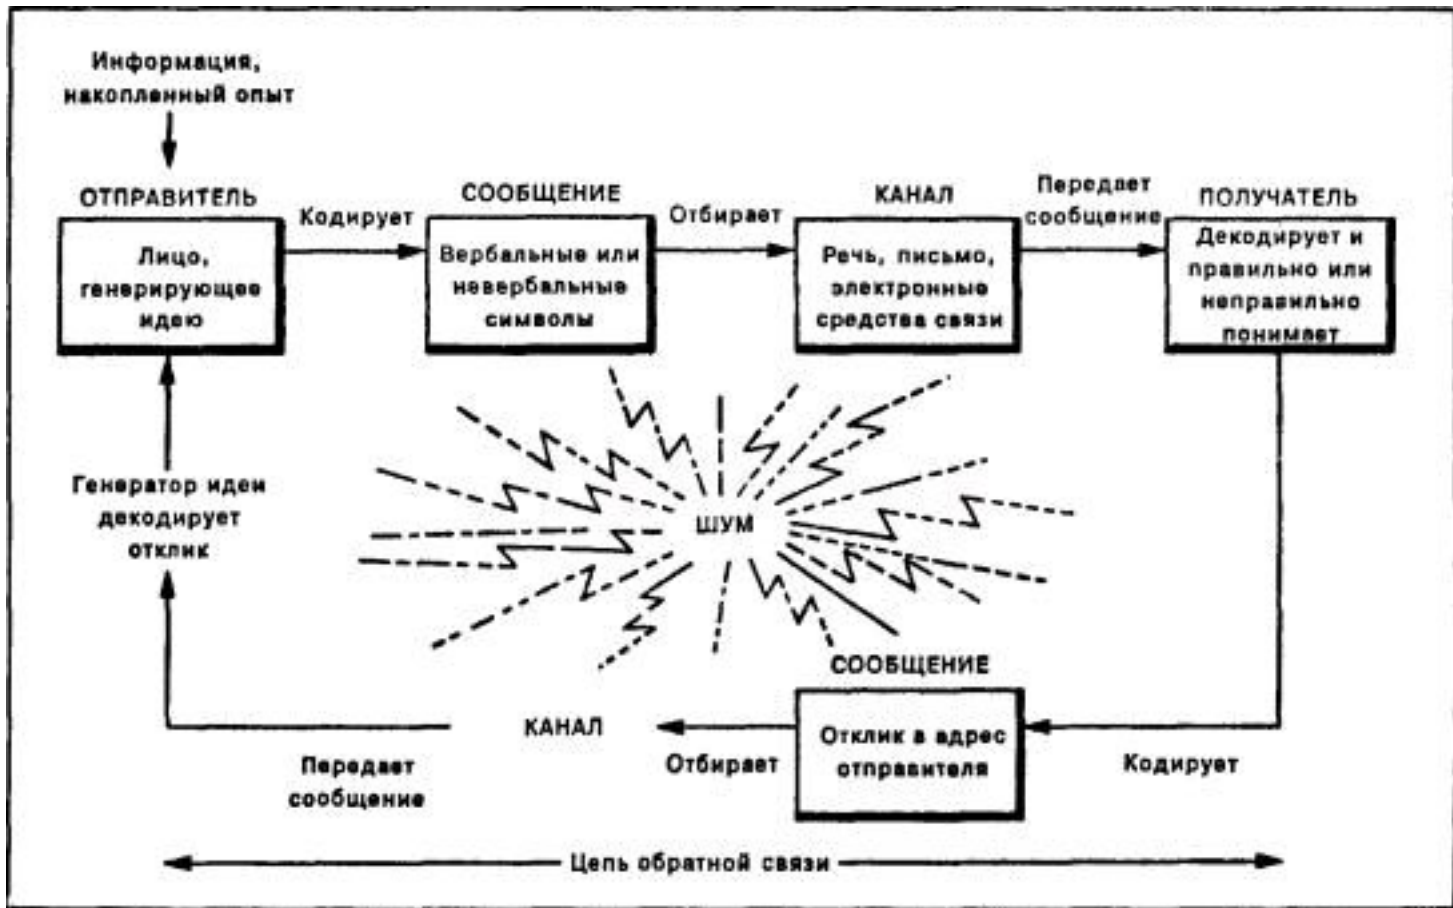 Информация,
накопленный опыт
ОТПРАВИТЕЛЬ
Лицо,
генерирующее
идею
Кодирует
СООБЩЕНИЕ
Вербальные или
невербальные
символы
Отбирает
КАНАЛ
Речь, письмо,
электронные
средства связи
Передает
сообщение
ПОЛУЧАТЕЛЬ
Декодирует и
правильно или
неправильно
понимает
Генератор идеи
декодирует
отклик
ШУМ
СООБЩЕНИЕ
Отклик в адрес
отправителя
Кодирует
Отбирает
КАНАЛ
Передает
сообщение
Цепь обратной связи